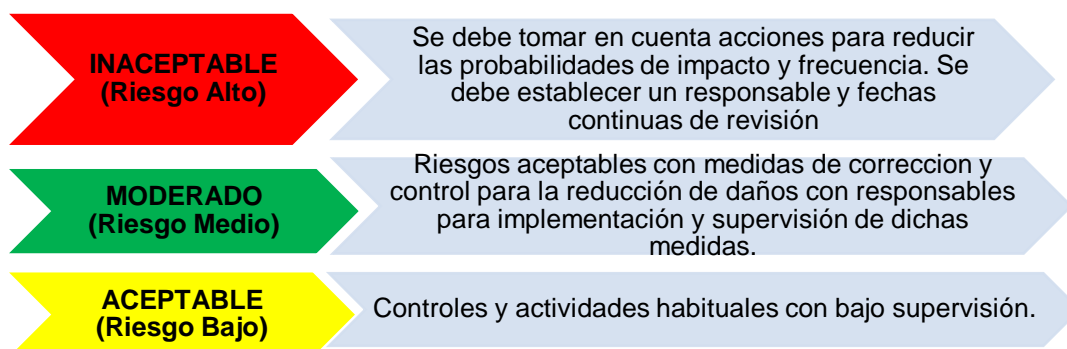 INACEPTABLE
(Riesgo Alto)
Se debe tomar en cuenta acciones para reducir
las probabilidades de impacto y frecuencia. Se
debe establecer un responsable y fechas
continuas de revisión
MODERADO
(Riesgo Medio)
Riesgos aceptables con medidas de correccion y
control para la reducción de daños con responsables
para implementación y supervisión de dichas
medidas.
ACEPTABLE
(Riesgo Bajo)
Controles y actividades habituales con bajo supervisión.